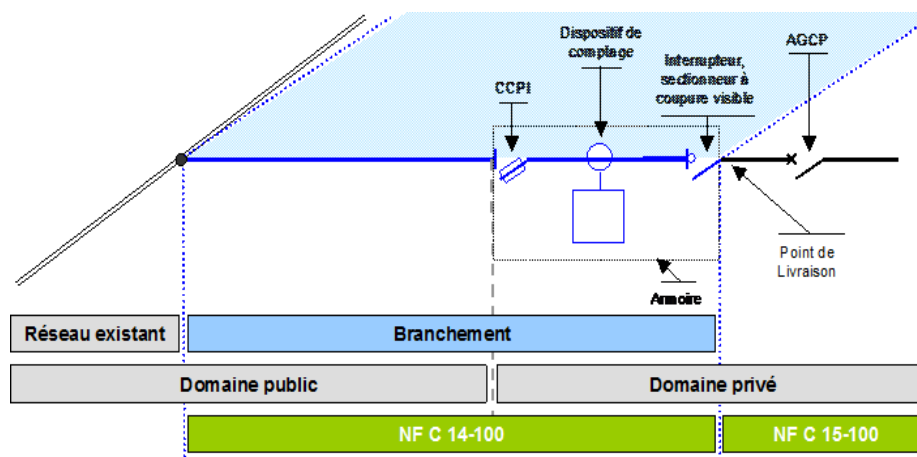 Dispositif de
complage
AGCP
Interrupteur,
sectionneur à
coupure visible
CCPI
Point de
Livraison
Armoire
Réseau existant
Branchement
Domaine public
Domaine privé
NF C 14-100
NF C 15-100